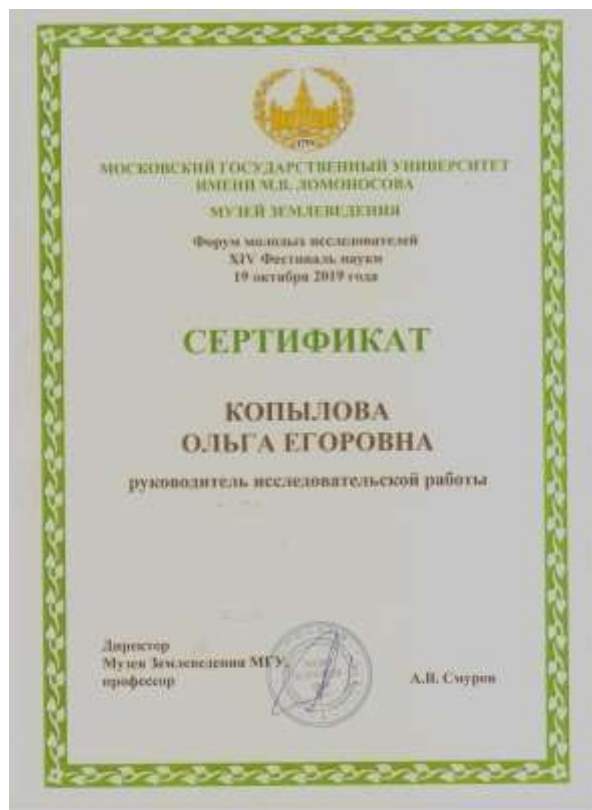 1755
МОСКОВСКИЙ ГОСУДАРСТВЕННЫЙ УНИВЕРСИТЕТ
ИМЕНИ М.В. ЛОМОНОСОВА
МУЗЕЙ ЗЕМЛЕВЕДЕНИЯ
Форум молодых исследователей
XIV Фестиваль науки
19 октября 2019 года
СЕРТИФИКАТ
КОПЫЛОВА
ОЛЬГА ЕГОРОВНА
руководитель исследовательской работы
Директор
Музея Землеведения МГУ,
профессор
А.В. Смуров